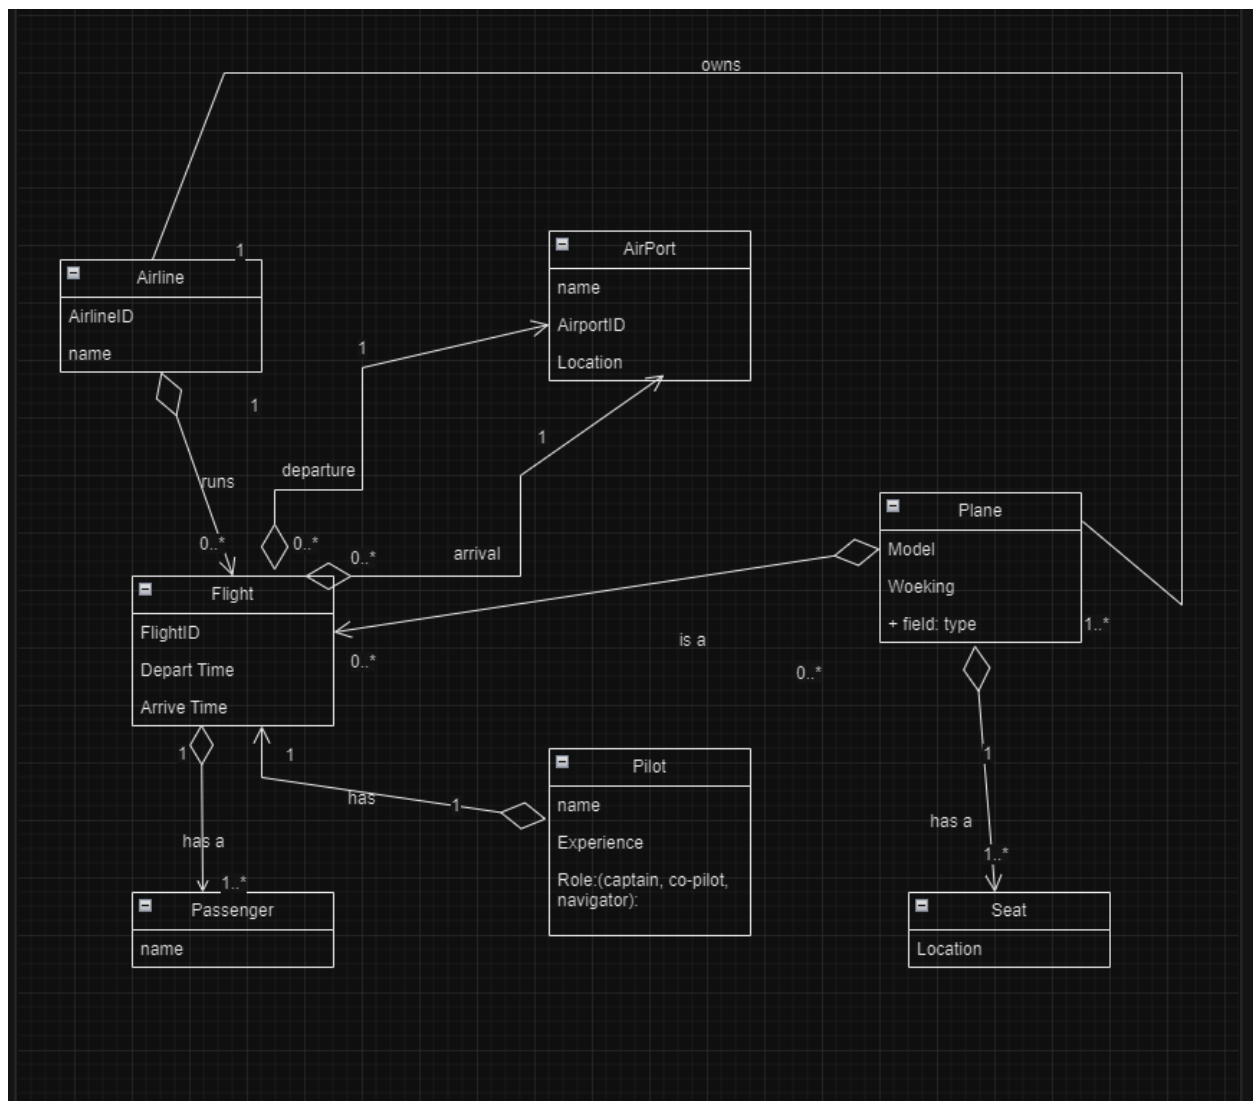 owns
1
Airline
AirlineID
name
AirPort
name
AirportID
Location
1
1
1
runs
departure
0..*
0..*
0..*
arrival
Flight
FlightID
Depart Time
Arrive Time
0..*
is a
0..*
Plane
Model
Woeking
+ field: type
1..*
1
1
has
1
has a
1..*
Passenger
name
Pilot
name
Experience
Role:(captain, co-pilot,
navigator):
1
has a
1..*
Seat
Location